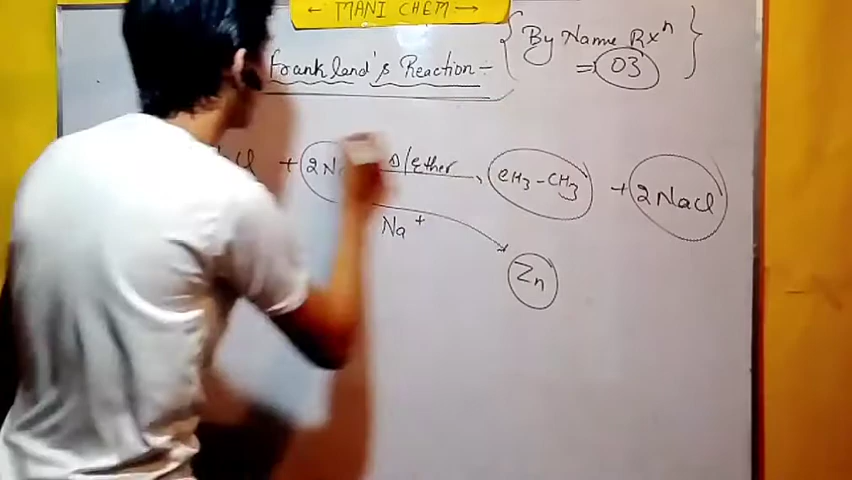 ← MANI CHEM →
Frankland's Reaction :-
{ By Name Rxⁿ
= 03 }
Cl + 2Na Δ/ether → CH3-CH3 + 2NaCl
Na⁺
Zn